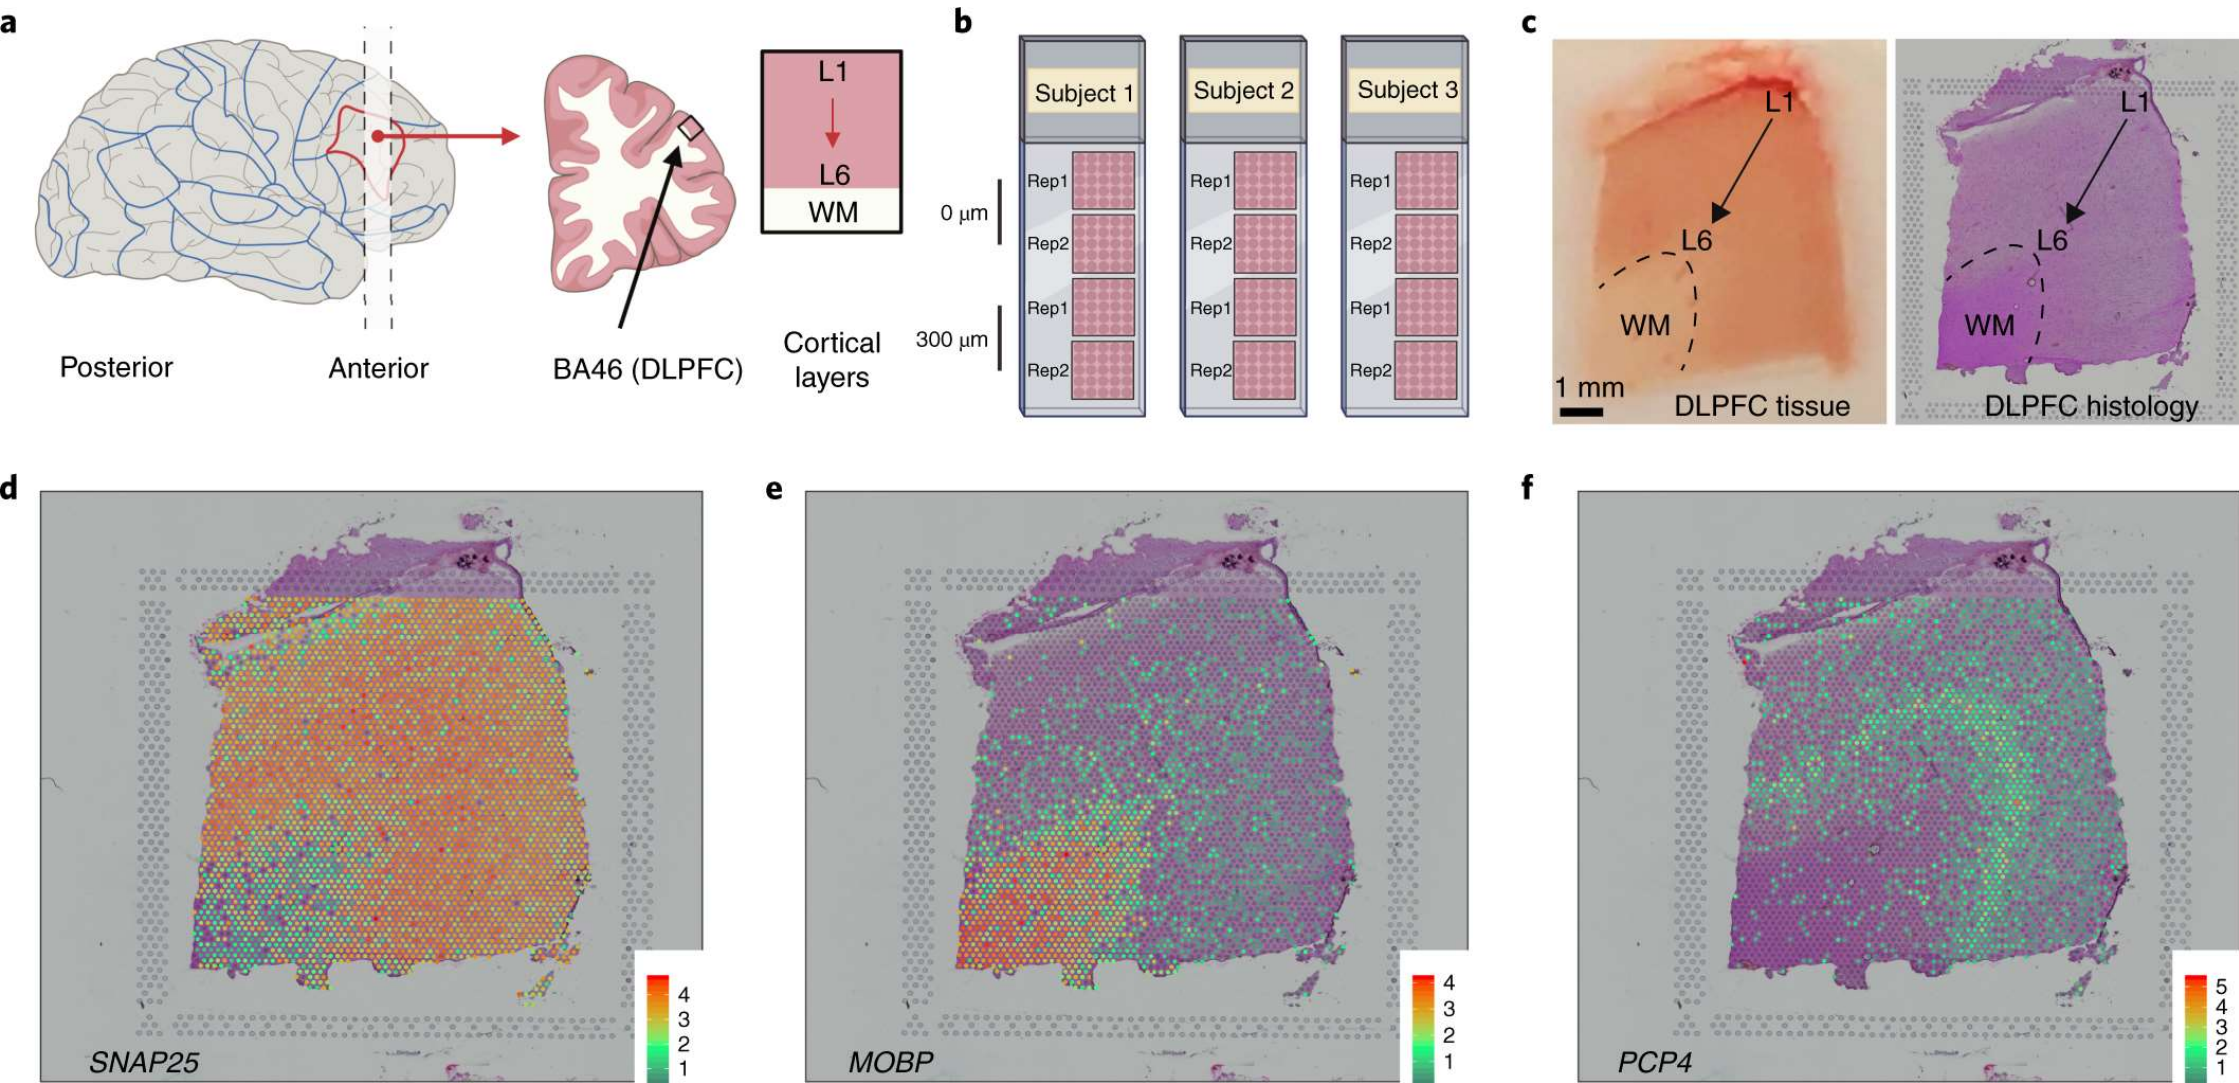 a
Posterior
Anterior
BA46 (DLPFC)
L1
L6
WM
Cortical
layers
b
Subject 1
Subject 2
Subject 3
0 μm
300 μm
Rep1
Rep2
Rep1
Rep2
Rep1
Rep2
Rep1
Rep2
Rep1
Rep2
Rep1
Rep2
c
L1
L6
WM
1 mm
DLPFC tissue
L1
L6
WM
DLPFC histology
d
SNAP25
4
3
2
1
e
MOBP
4
3
2
1
f
PCP4
5
4
3
2
1